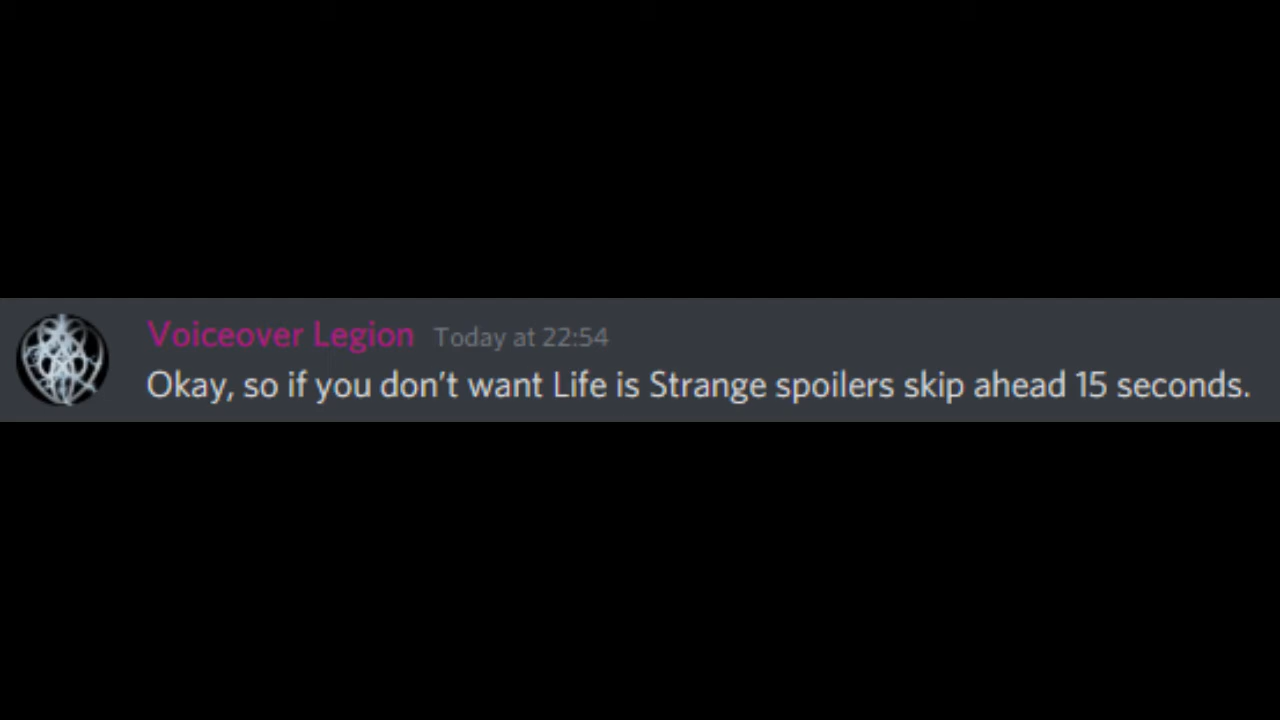 Voiceover Legion Today at 22:54
Okay, so if you don't want Life is Strange spoilers skip ahead 15 seconds.